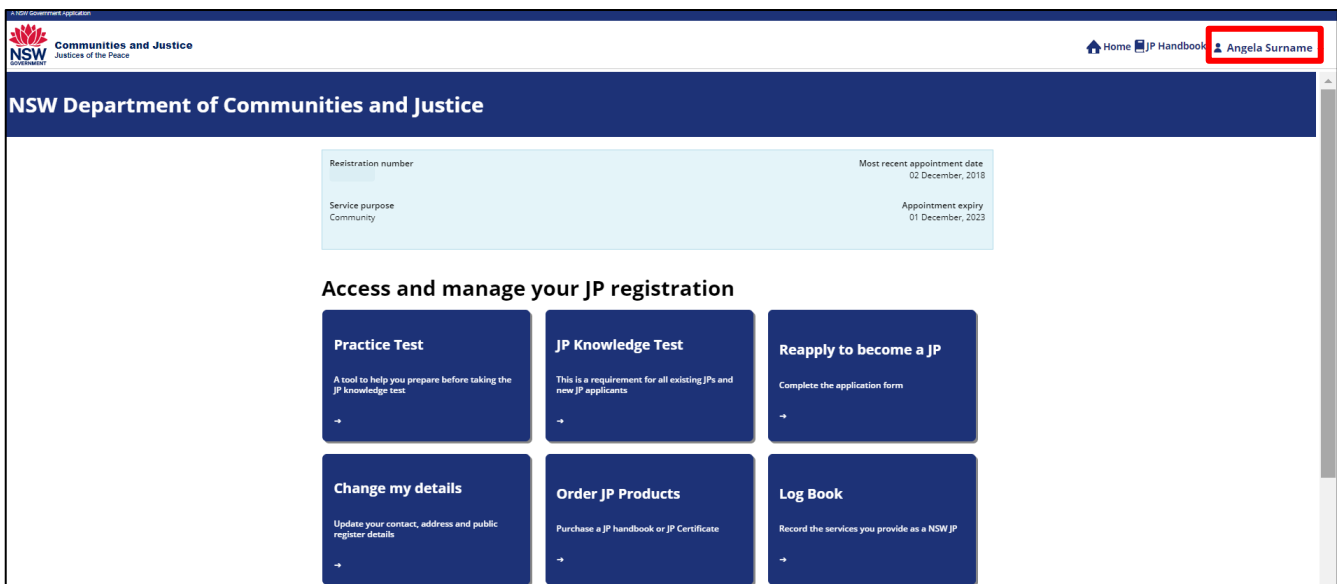 A NSW Government Application
NSW
GOVERNMENT
Communities and Justice
Justices of the Peace
Home JP Handbook Angela Surname
NSW Department of Communities and Justice
Registration number
Most recent appointment date
02 December, 2018
Service purpose
Community
Appointment expiry
01 December, 2023
Access and manage your JP registration
Practice Test
A tool to help you prepare before taking the
JP knowledge test
→
JP Knowledge Test
This is a requirement for all existing JPs and
new JP applicants
→
Reapply to become a JP
Complete the application form
→
Change my details
Update your contact, address and public
register details
→
Order JP Products
Purchase a JP handbook or JP Certificate
→
Log Book
Record the services you provide as a NSW JP
→